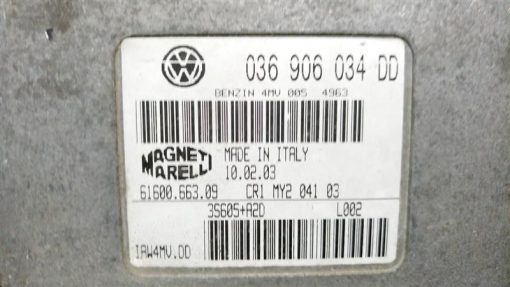 036 906 034 DD
BENZIN 4MV 005 4963
MAGNETI MARELLI
MADE IN ITALY
10.02.03
61600.663.09 CR1 MY2 041 03
3S605+A2D L002
IAW4MV.DD